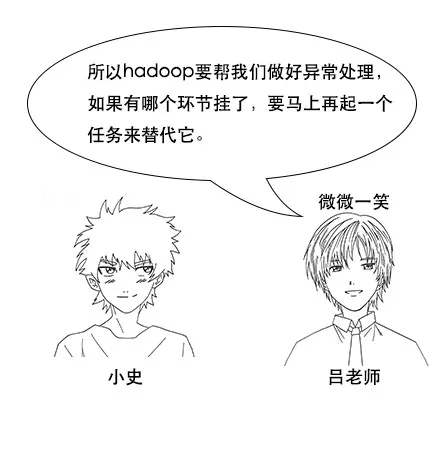 所以hadoop要帮我们做好异常处理，
如果有哪个环节挂了，要马上再起一个
任务来替代它。
微微一笑
小史
吕老师